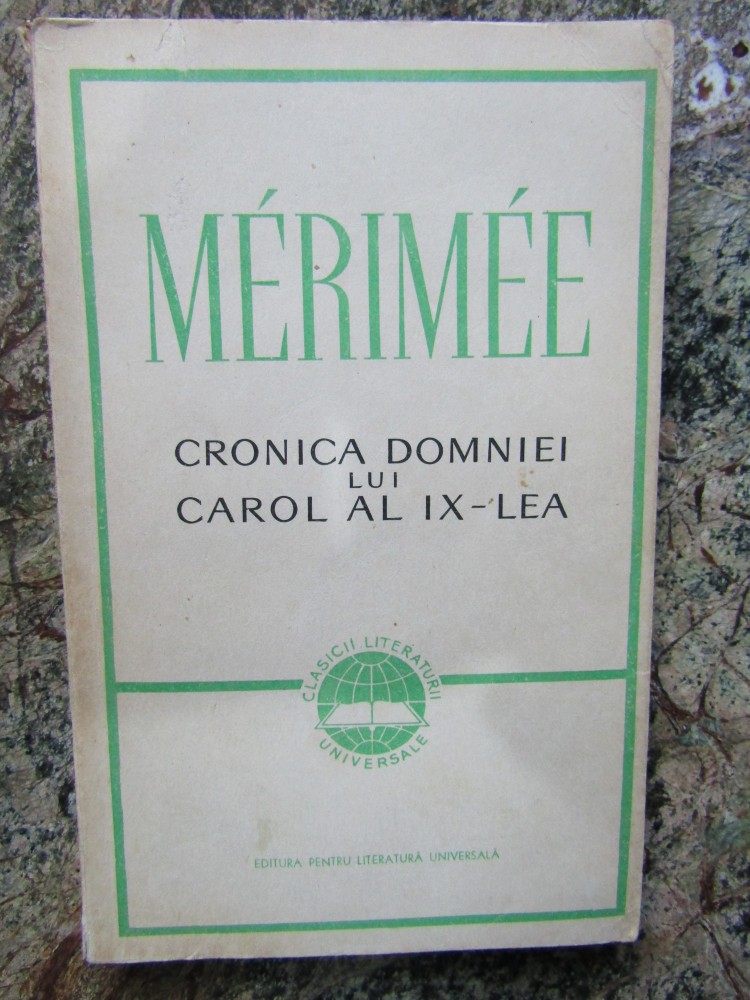 MÉRIMÉE
CRONICA DOMNIEI
LUI
CAROL AL IX-LEA
CLASICII LITERATURII
UNIVERSALE
EDITURA PENTRU LITERATURĂ UNIVERSALĂ